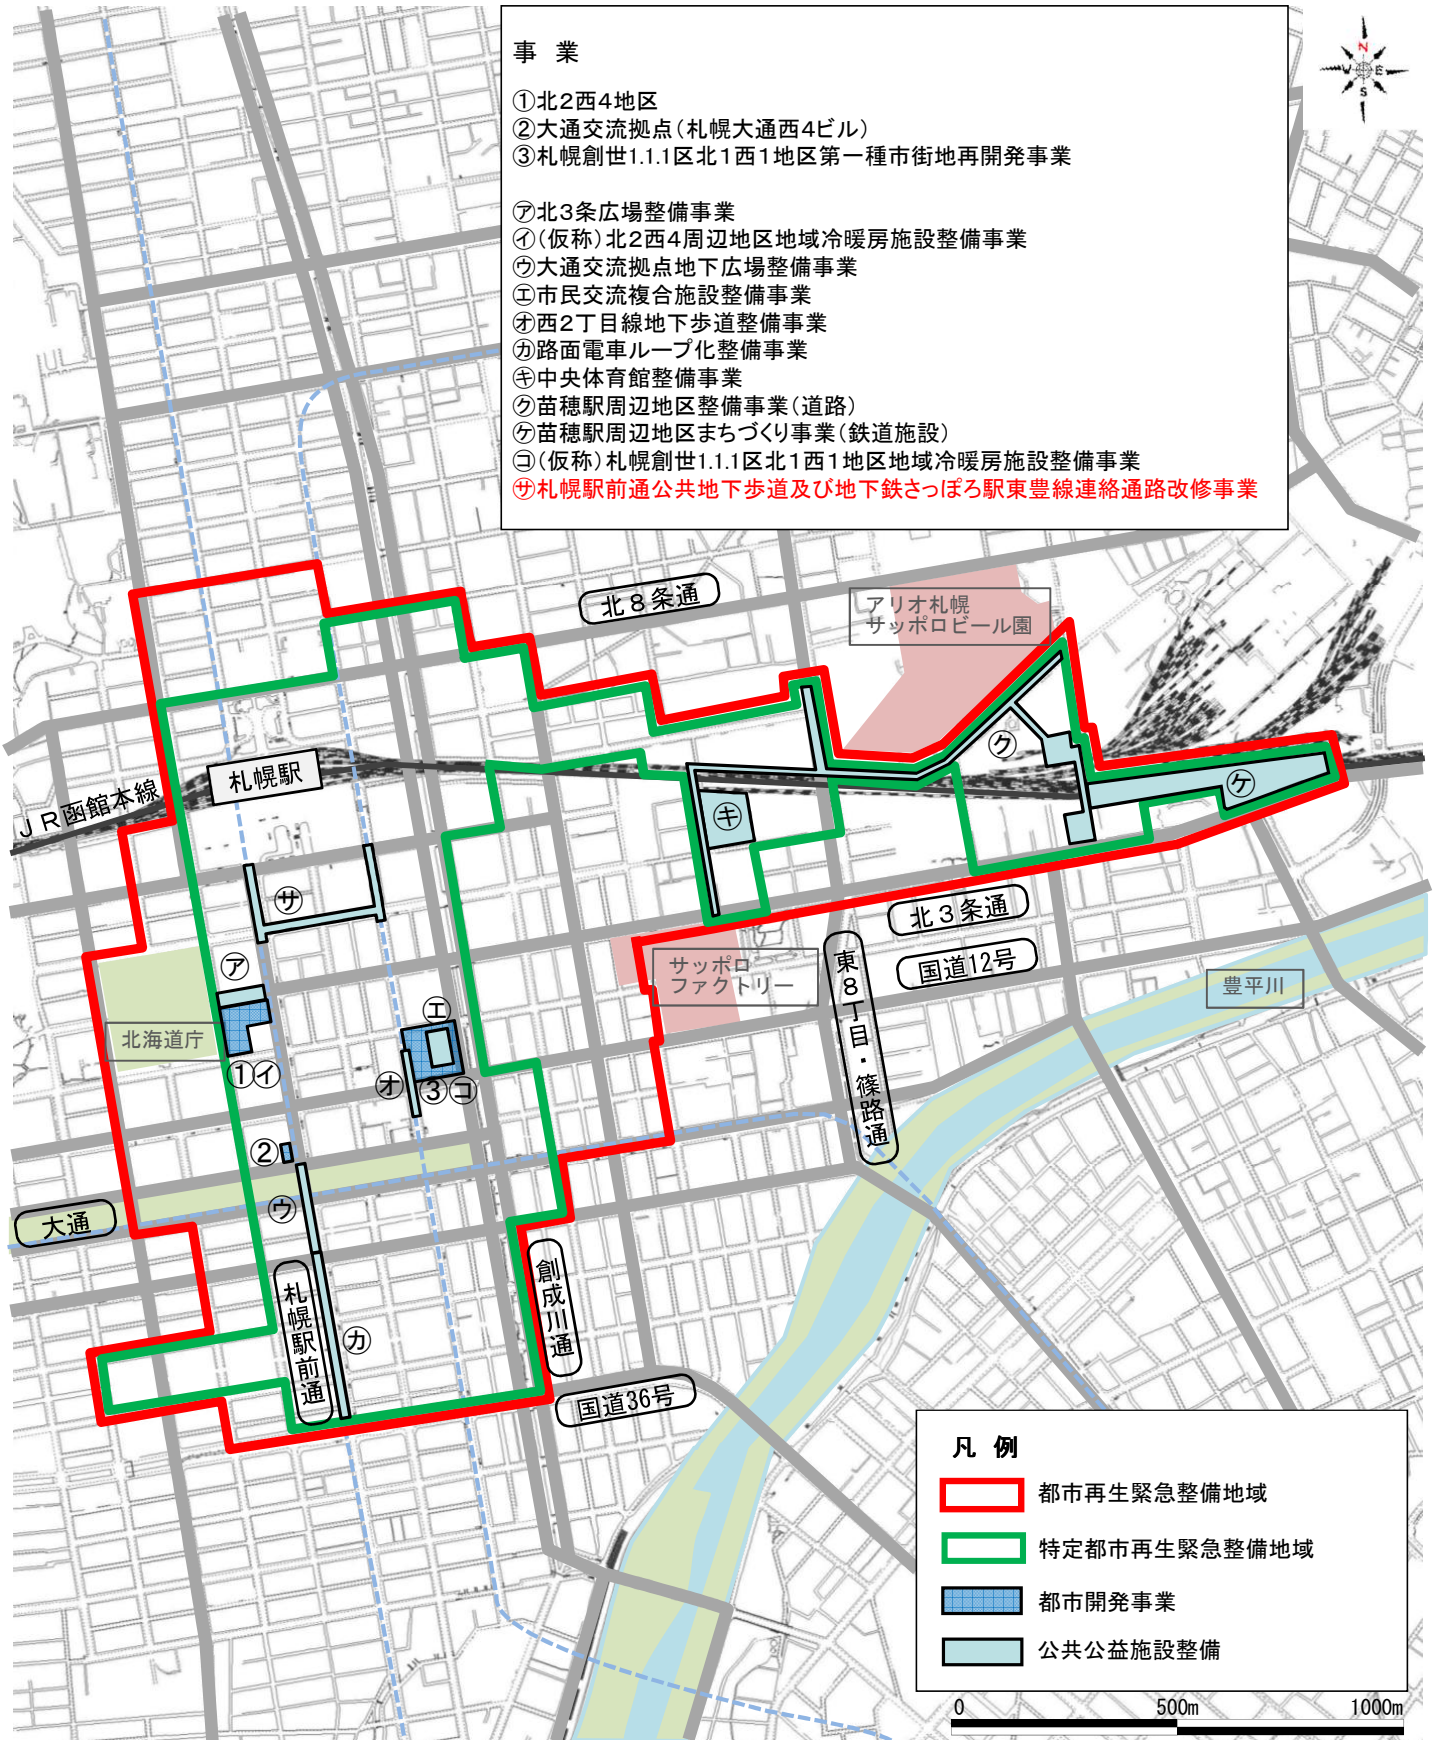 事 業
①北2西4地区
②大通交流拠点(札幌大通西4ビル)
③札幌創世1.1.1区北1西1地区第一種市街地再開発事業
㋐北3条広場整備事業
㋑(仮称)北2西4周辺地区地域冷暖房施設整備事業
㋒大通交流拠点地下広場整備事業
㋓市民交流複合施設整備事業
㋔西2丁目線地下歩道整備事業
㋕路面電車ループ化整備事業
㋖中央体育館整備事業
㋗苗穂駅周辺地区整備事業(道路)
㋘苗穂駅周辺地区まちづくり事業(鉄道施設)
㋙(仮称)札幌創世1.1.1区北1西1地区地域冷暖房施設整備事業
㋚札幌駅前通公共地下歩道及び地下鉄さっぽろ駅東豊線連絡通路改修事業
N
W
E
S
北8条通
アリオ札幌
サッポロビール園
札幌駅
JR函館本線
㋗
㋘
㋖
㋚
北3条通
国道12号
東8丁目・篠路通
サッポロ
ファクトリー
豊平川
㋐
北海道庁
①㋑
㋓
㋔
③㋙
②
㋒
大通
札幌駅前通
㋕
創成川通
国道36号
凡 例
都市再生緊急整備地域
特定都市再生緊急整備地域
都市開発事業
公共公益施設整備
0
500m
1000m